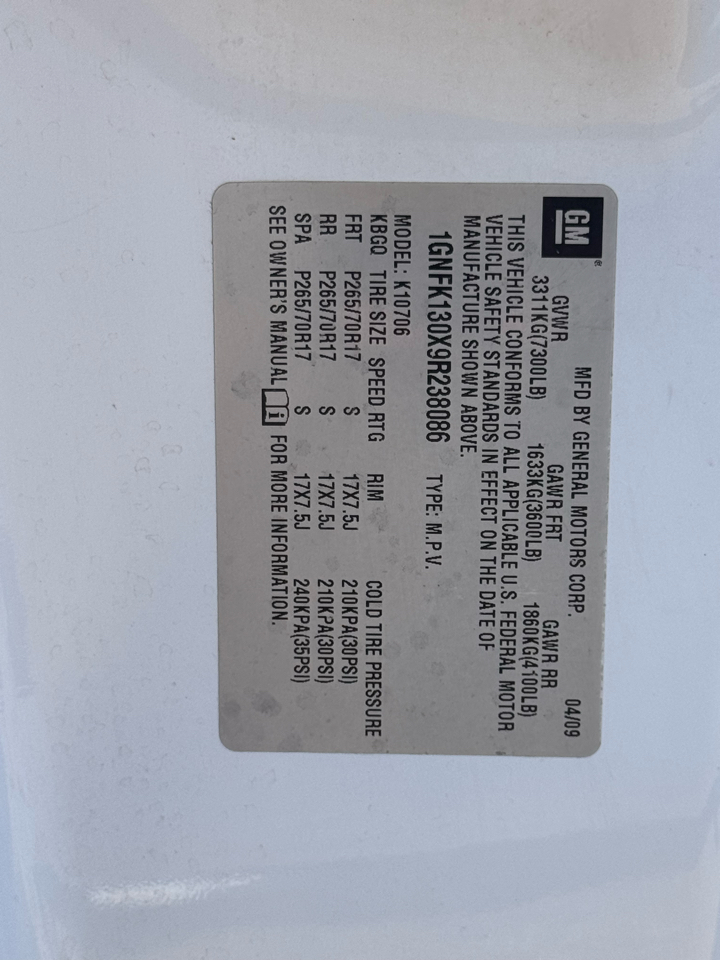 GM®
MFD BY GENERAL MOTORS CORP. 04/09
GVWR GAWR FRT GAWR RR
3311KG(7300LB) 1633KG(3600LB) 1860KG(4100LB)
THIS VEHICLE CONFORMS TO ALL APPLICABLE U.S. FEDERAL MOTOR
VEHICLE SAFETY STANDARDS IN EFFECT ON THE DATE OF
MANUFACTURE SHOWN ABOVE.
1GNFK130X9R238086 TYPE: M.P.V.
MODEL: K10706
KBGQ TIRE SIZE SPEED RTG RIM COLD TIRE PRESSURE
FRT P265/70R17 S 17X7.5J 210KPA(30PSI)
RR P265/70R17 S 17X7.5J 210KPA(30PSI)
SPA P265/70R17 S 17X7.5J 240KPA(35PSI)
SEE OWNER'S MANUAL i FOR MORE INFORMATION.